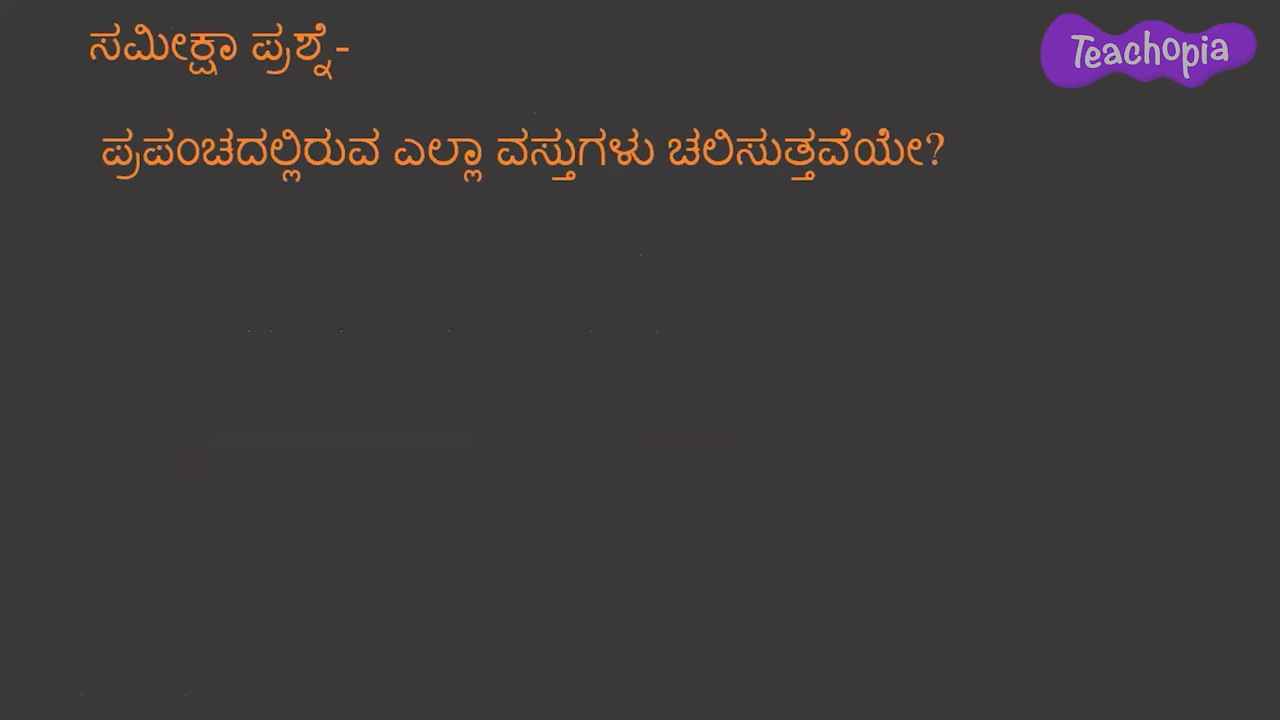 ಸಮೀಕ್ಷಾ ಪ್ರಶ್ನೆ-
Teachopia
ಪ್ರಪಂಚದಲ್ಲಿರುವ ಎಲ್ಲಾ ವಸ್ತುಗಳು ಚಲಿಸುತ್ತವೆಯೇ?